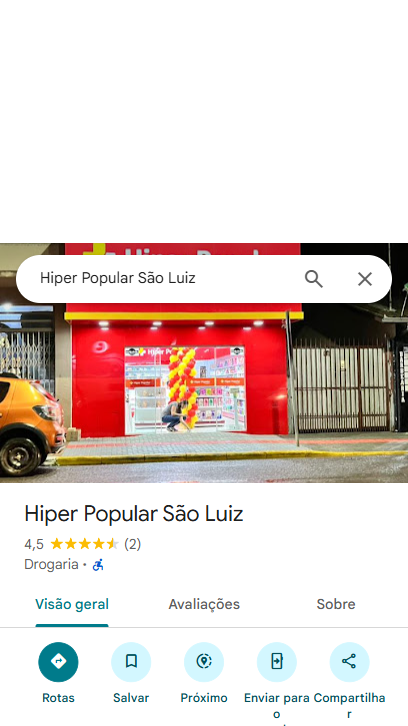 Hiper Popular São Luiz
Hiper Popular São Luiz
4,5 (2)
Drogaria •
Visão geral Avaliações Sobre
Rotas Salvar Próximo Enviar para o Compartilhar